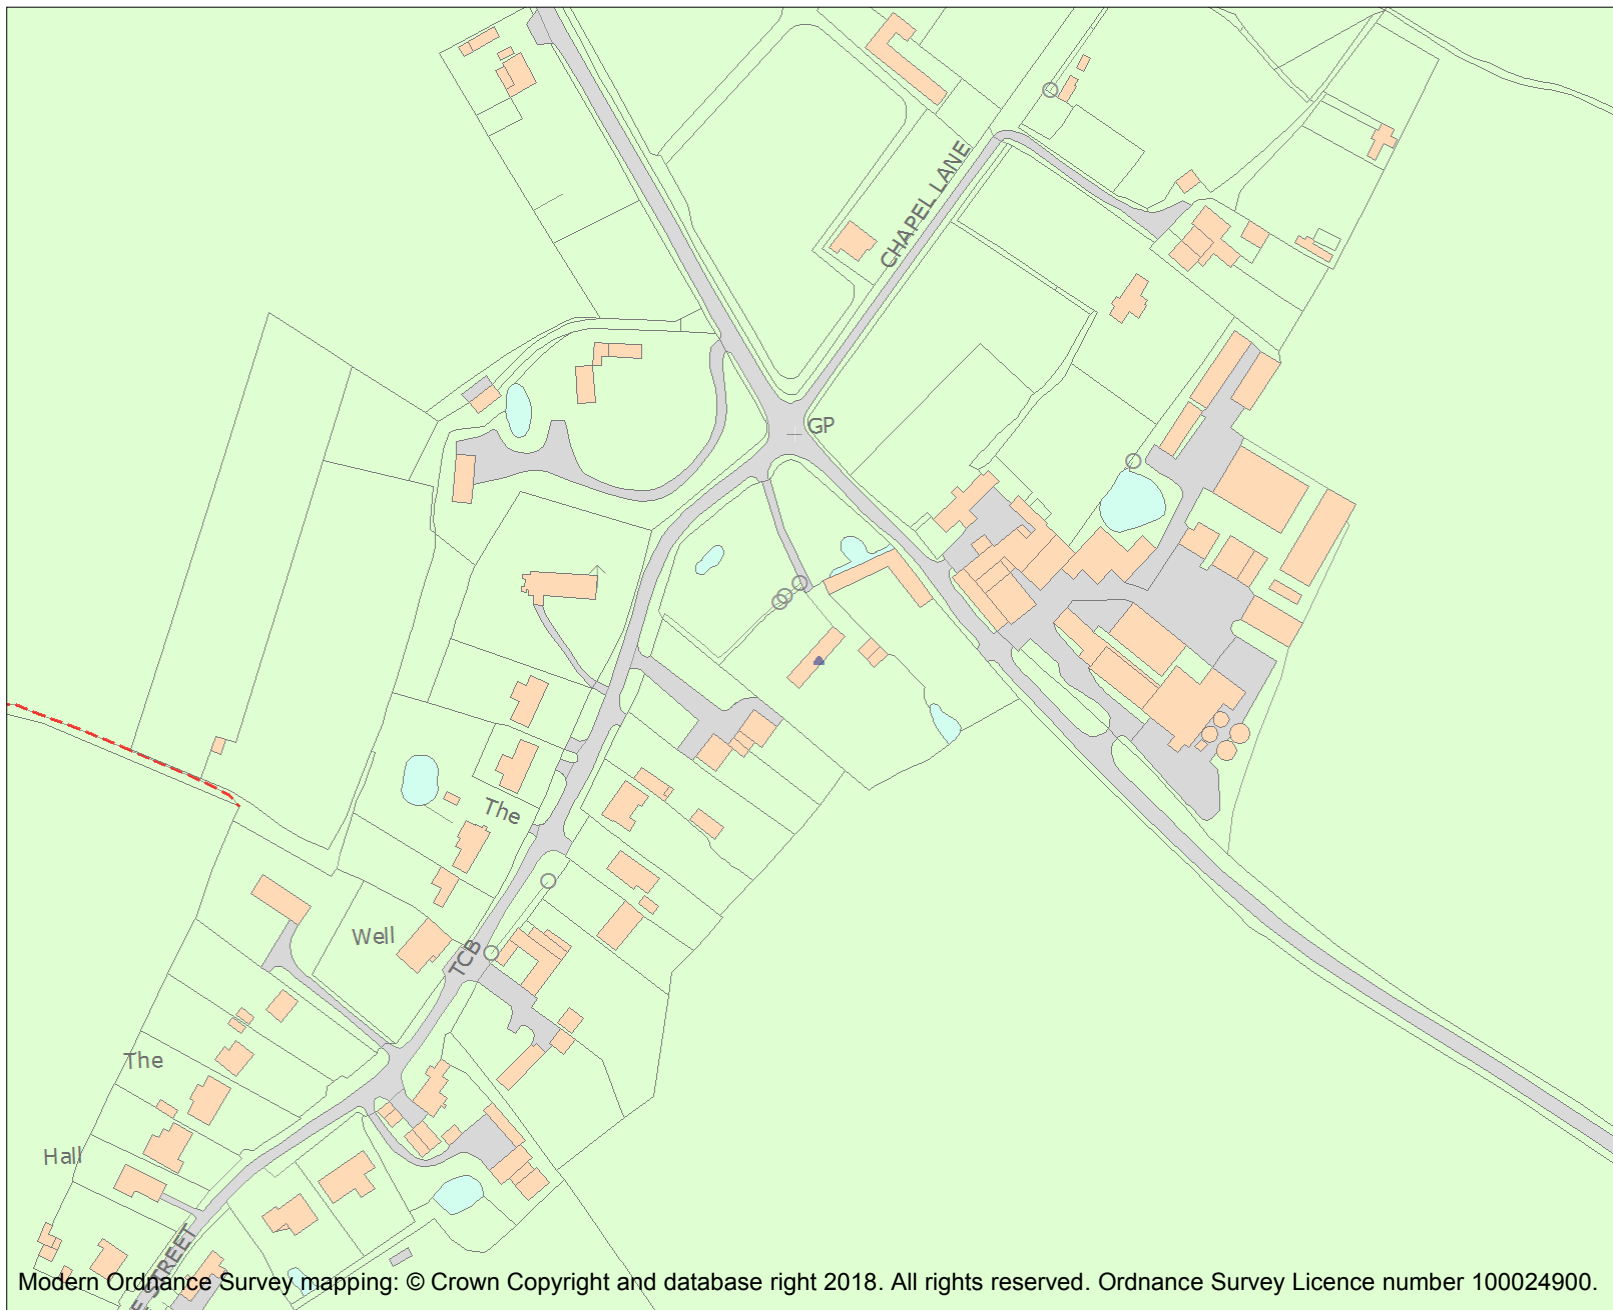 CHAPEL LANE
GP
The
Well
TCB
The
Hall
STREET
Modern Ordnance Survey mapping: © Crown Copyright and database right 2018. All rights reserved. Ordnance Survey Licence number 100024900.